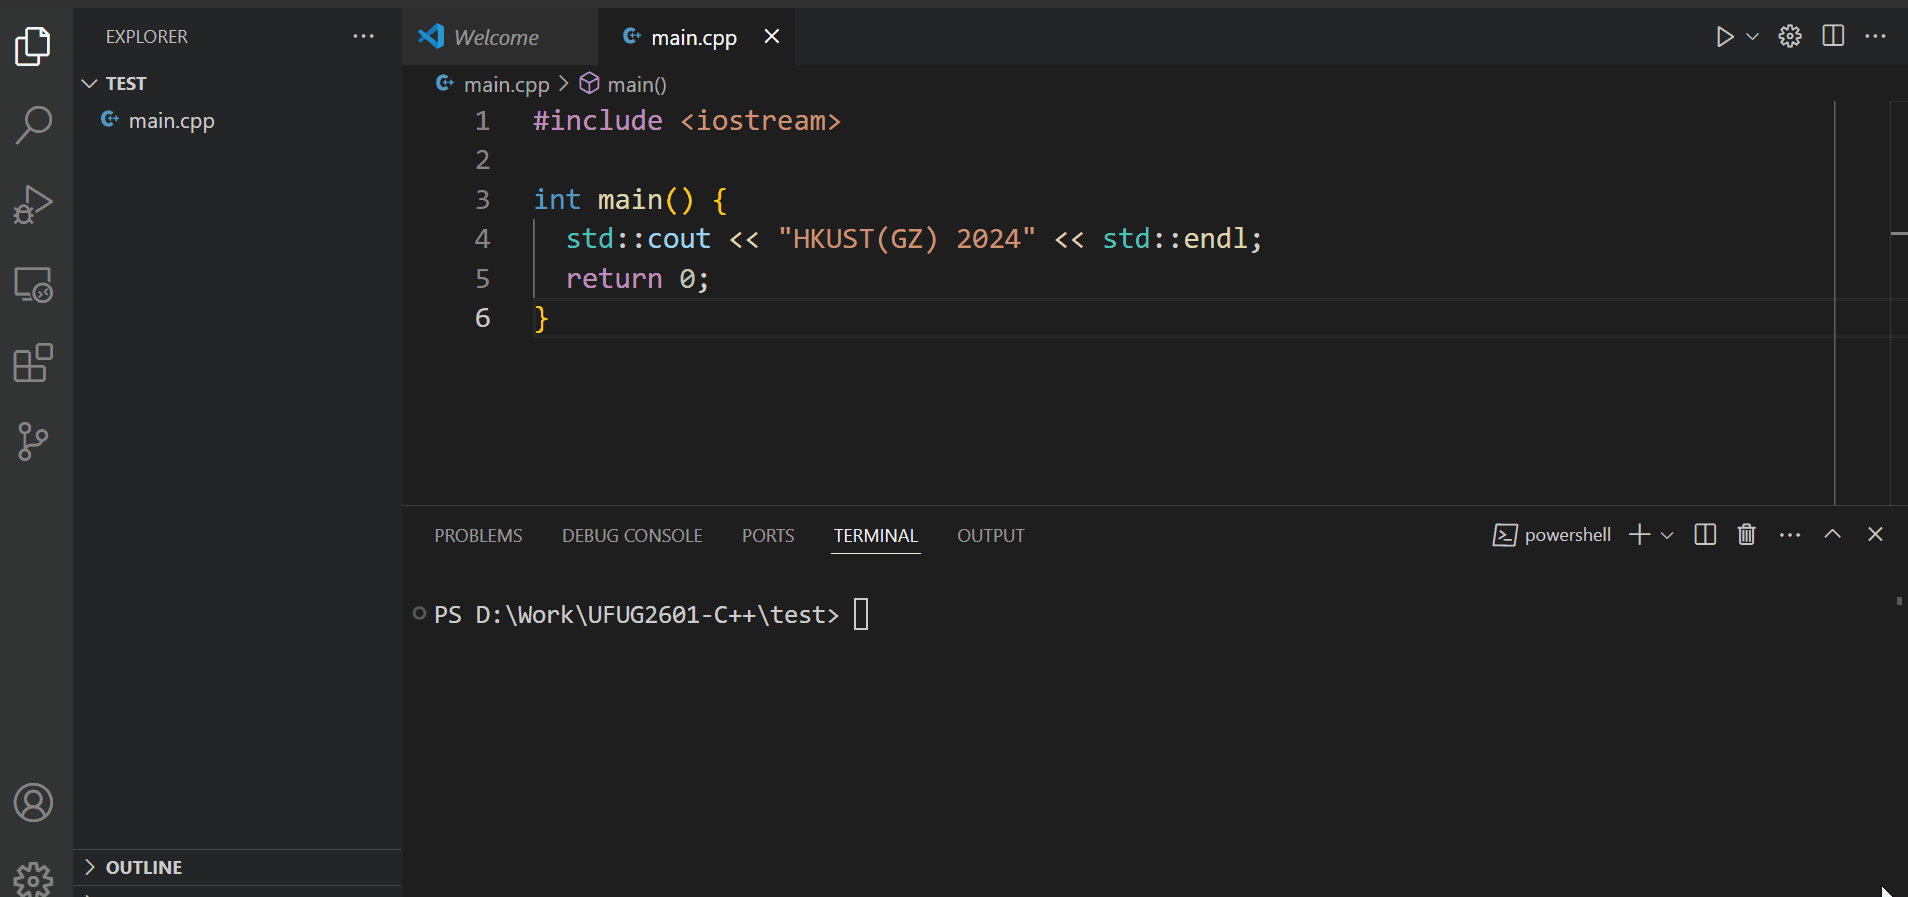 EXPLORER
TEST
main.cpp
OUTLINE
Welcome
main.cpp
main.cpp > main()
1 #include <iostream>
2
3 int main() {
4 std::cout << "HKUST(GZ) 2024" << std::endl;
5 return 0;
6 }
PROBLEMS DEBUG CONSOLE PORTS TERMINAL OUTPUT
powershell
PS D:\Work\UFUG2601-C++\test>